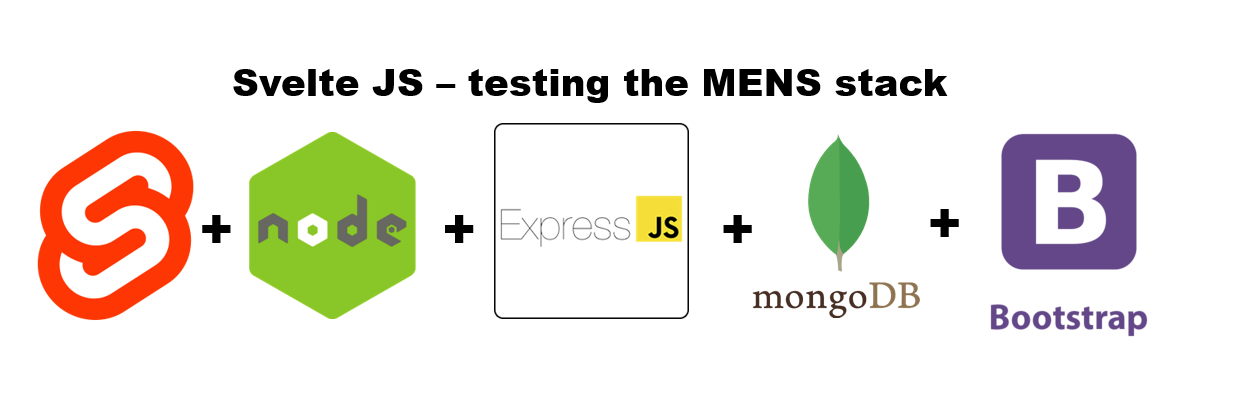 Svelte JS – testing the MENS stack
+ node + Express JS + mongoDB + B
Bootstrap